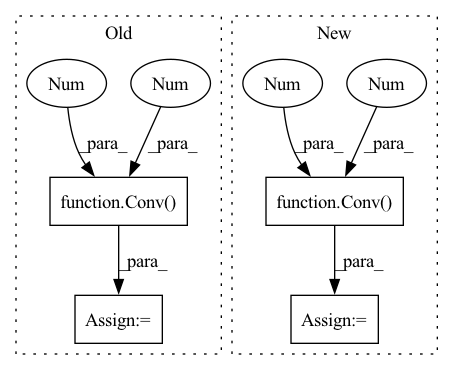 Old
New
Num
Num
Num
Num
_para_
_para_
_para_
_para_
function.Conv()
function.Conv()
_para_
_para_
Assign:=
Assign:=